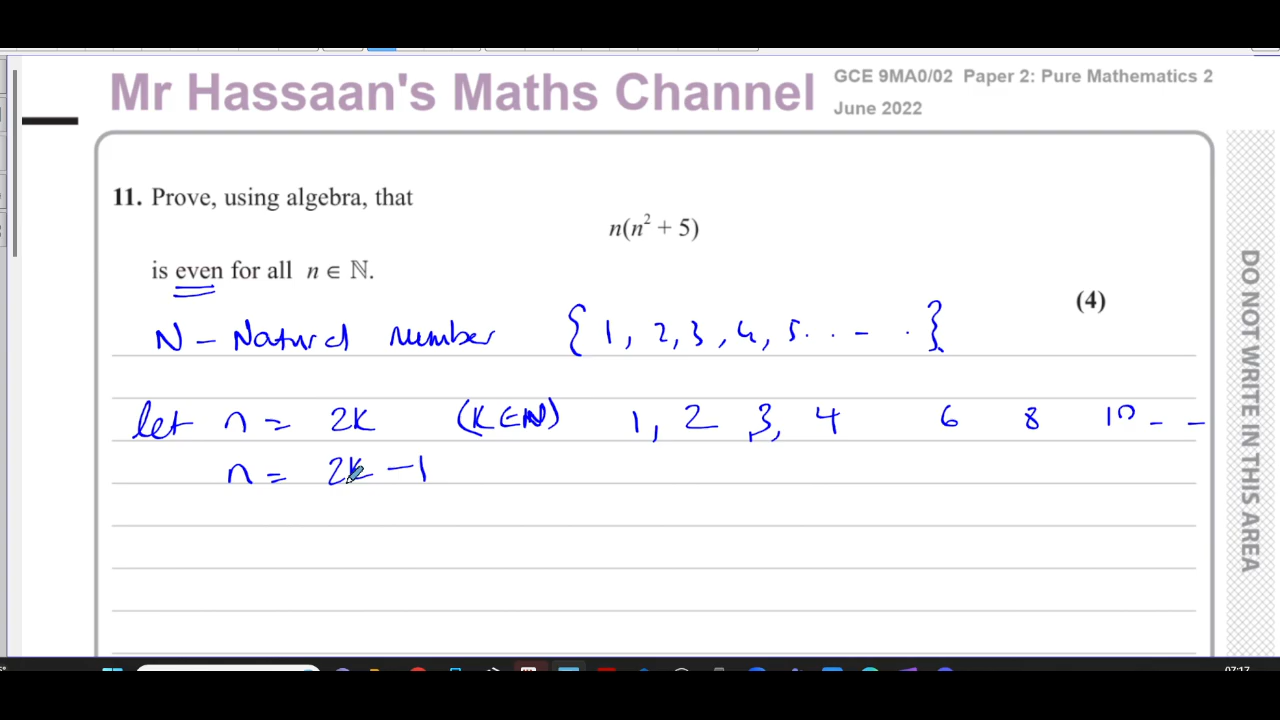 Mr Hassaan's Maths Channel
GCE 9MA0/02 Paper 2: Pure Mathematics 2
June 2022
11. Prove, using algebra, that
n(n² + 5)
is even for all n ∈ ℕ.
(4)
N – Natural number { 1, 2, 3, 4, 5 . . – . }
let n = 2K (K ∈ ℕ) 1, 2 3, 4 6 8 10 – –
n = 2K – 1
DO NOT WRITE IN THIS AREA
07:17